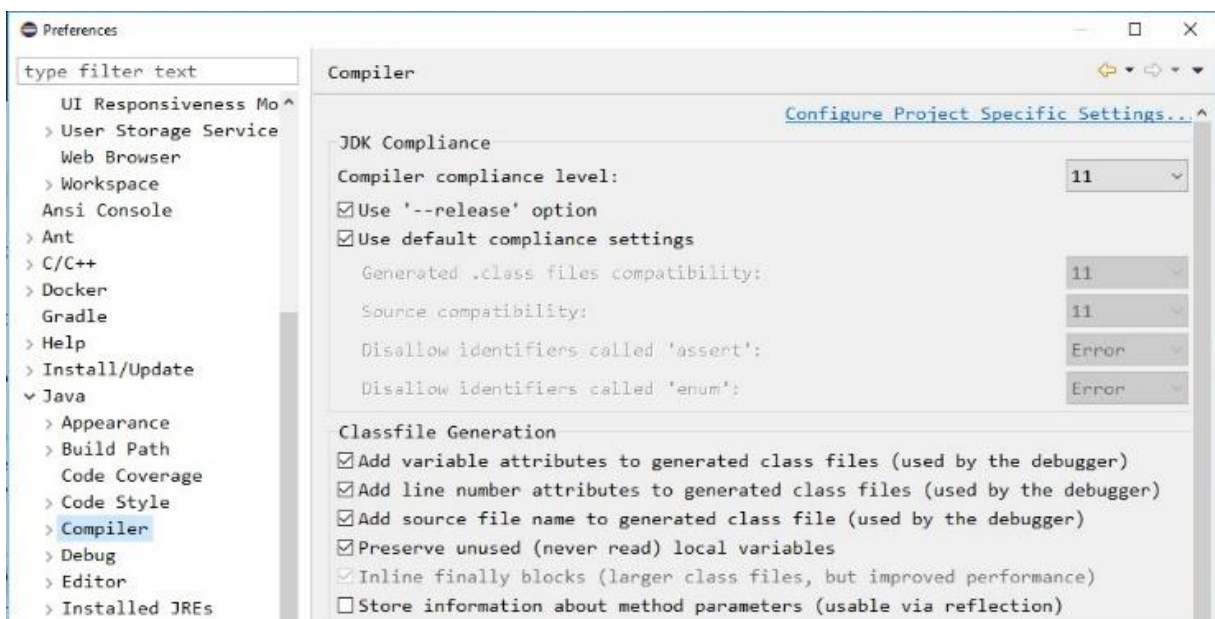 Preferences
type filter text
UI Responsiveness Mo
User Storage Service
Web Browser
Workspace
Ansi Console
Ant
C/C++
Docker
Gradle
Help
Install/Update
Java
Appearance
Build Path
Code Coverage
Code Style
Compiler
Debug
Editor
Installed JREs
Compiler
Configure Project Specific Settings...
JDK Compliance
Compiler compliance level: 11
Use '--release' option
Use default compliance settings
Generated .class files compatibility: 11
Source compatibility: 11
Disallow identifiers called 'assert': Error
Disallow identifiers called 'enum': Error
Classfile Generation
Add variable attributes to generated class files (used by the debugger)
Add line number attributes to generated class files (used by the debugger)
Add source file name to generated class file (used by the debugger)
Preserve unused (never read) local variables
Inline finally blocks (larger class files, but improved performance)
Store information about method parameters (usable via reflection)